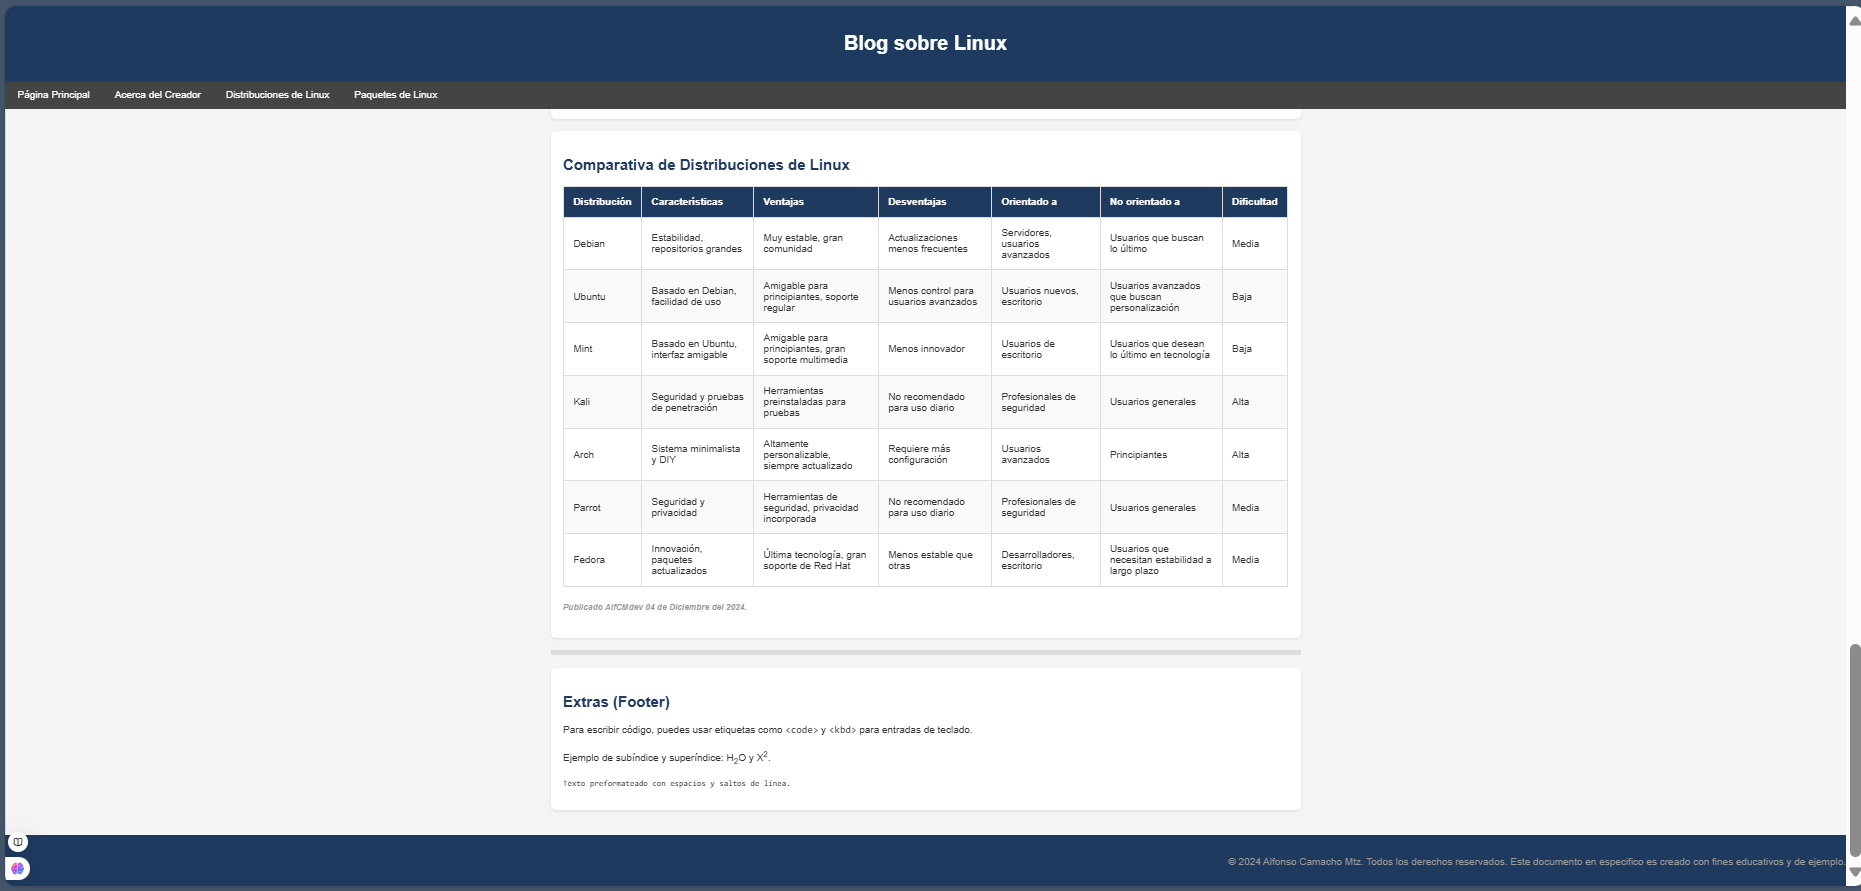 Blog sobre Linux
Página Principal Acerca del Creador Distribuciones de Linux Paquetes de Linux
Comparativa de Distribuciones de Linux
Distribución Características Ventajas Desventajas Orientado a No orientado a Dificultad
Debian
Estabilidad,
repositorios grandes
Muy estable, gran
comunidad
Actualizaciones
menos frecuentes
Servidores,
usuarios
avanzados
Usuarios que buscan
lo último
Media
Ubuntu
Basado en Debian,
facilidad de uso
Amigable para
principiantes, soporte
regular
Menos control para
usuarios avanzados
Usuarios nuevos,
escritorio
Usuarios avanzados
que buscan
personalización
Baja
Mint
Basado en Ubuntu,
interfaz amigable
Amigable para
principiantes, gran
soporte multimedia
Menos innovador
Usuarios de
escritorio
Usuarios que desean
lo último en tecnología
Baja
Kali
Seguridad y pruebas
de penetración
Herramientas
preinstaladas para
pruebas
No recomendado
para uso diario
Profesionales de
seguridad
Usuarios generales
Alta
Arch
Sistema minimalista
y DIY
Altamente
personalizable,
siempre actualizado
Requiere más
configuración
Usuarios
avanzados
Principiantes
Alta
Parrot
Seguridad y
privacidad
Herramientas de
seguridad, privacidad
incorporada
No recomendado
para uso diario
Profesionales de
seguridad
Usuarios generales
Media
Fedora
Innovación,
paquetes
actualizados
Última tecnología, gran
soporte de Red Hat
Menos estable que
otras
Desarrolladores,
escritorio
Usuarios que
necesitan estabilidad a
largo plazo
Media
Publicado AlfCMdev 04 de Diciembre del 2024.
Extras (Footer)
Para escribir código, puedes usar etiquetas como <code> y <kbd> para entradas de teclado.
Ejemplo de subíndice y superíndice: H₂O y X².
Texto preformateado con espacios y saltos de línea.
© 2024 Alfonso Camacho Mtz. Todos los derechos reservados. Este documento en especifico es creado con fines educativos y de ejemplo.